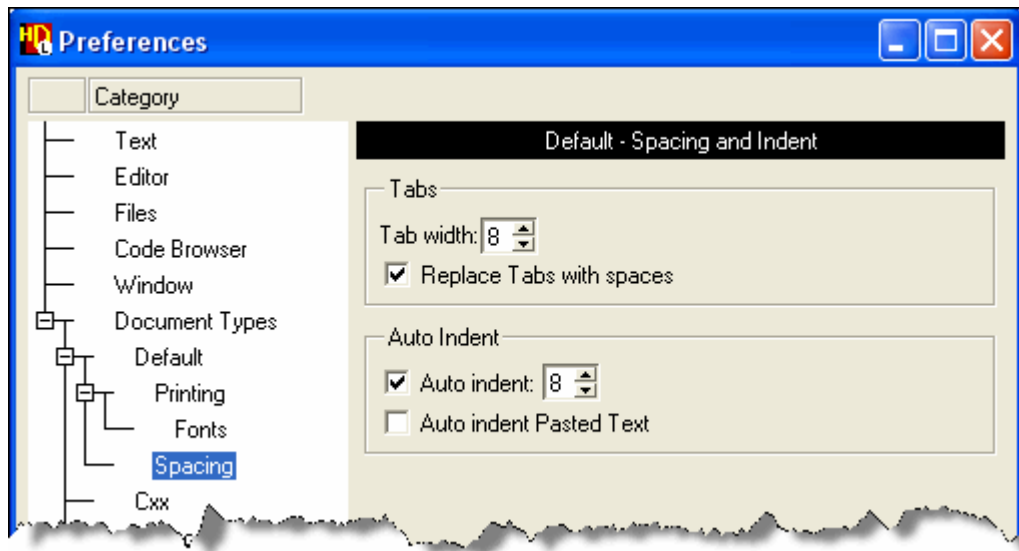 HD L Preferences
Category
Text
Editor
Files
Code Browser
Window
Document Types
Default
Printing
Fonts
Spacing
Cxx
Default - Spacing and Indent
Tabs
Tab width: 8
Replace Tabs with spaces
Auto Indent
Auto indent: 8
Auto indent Pasted Text